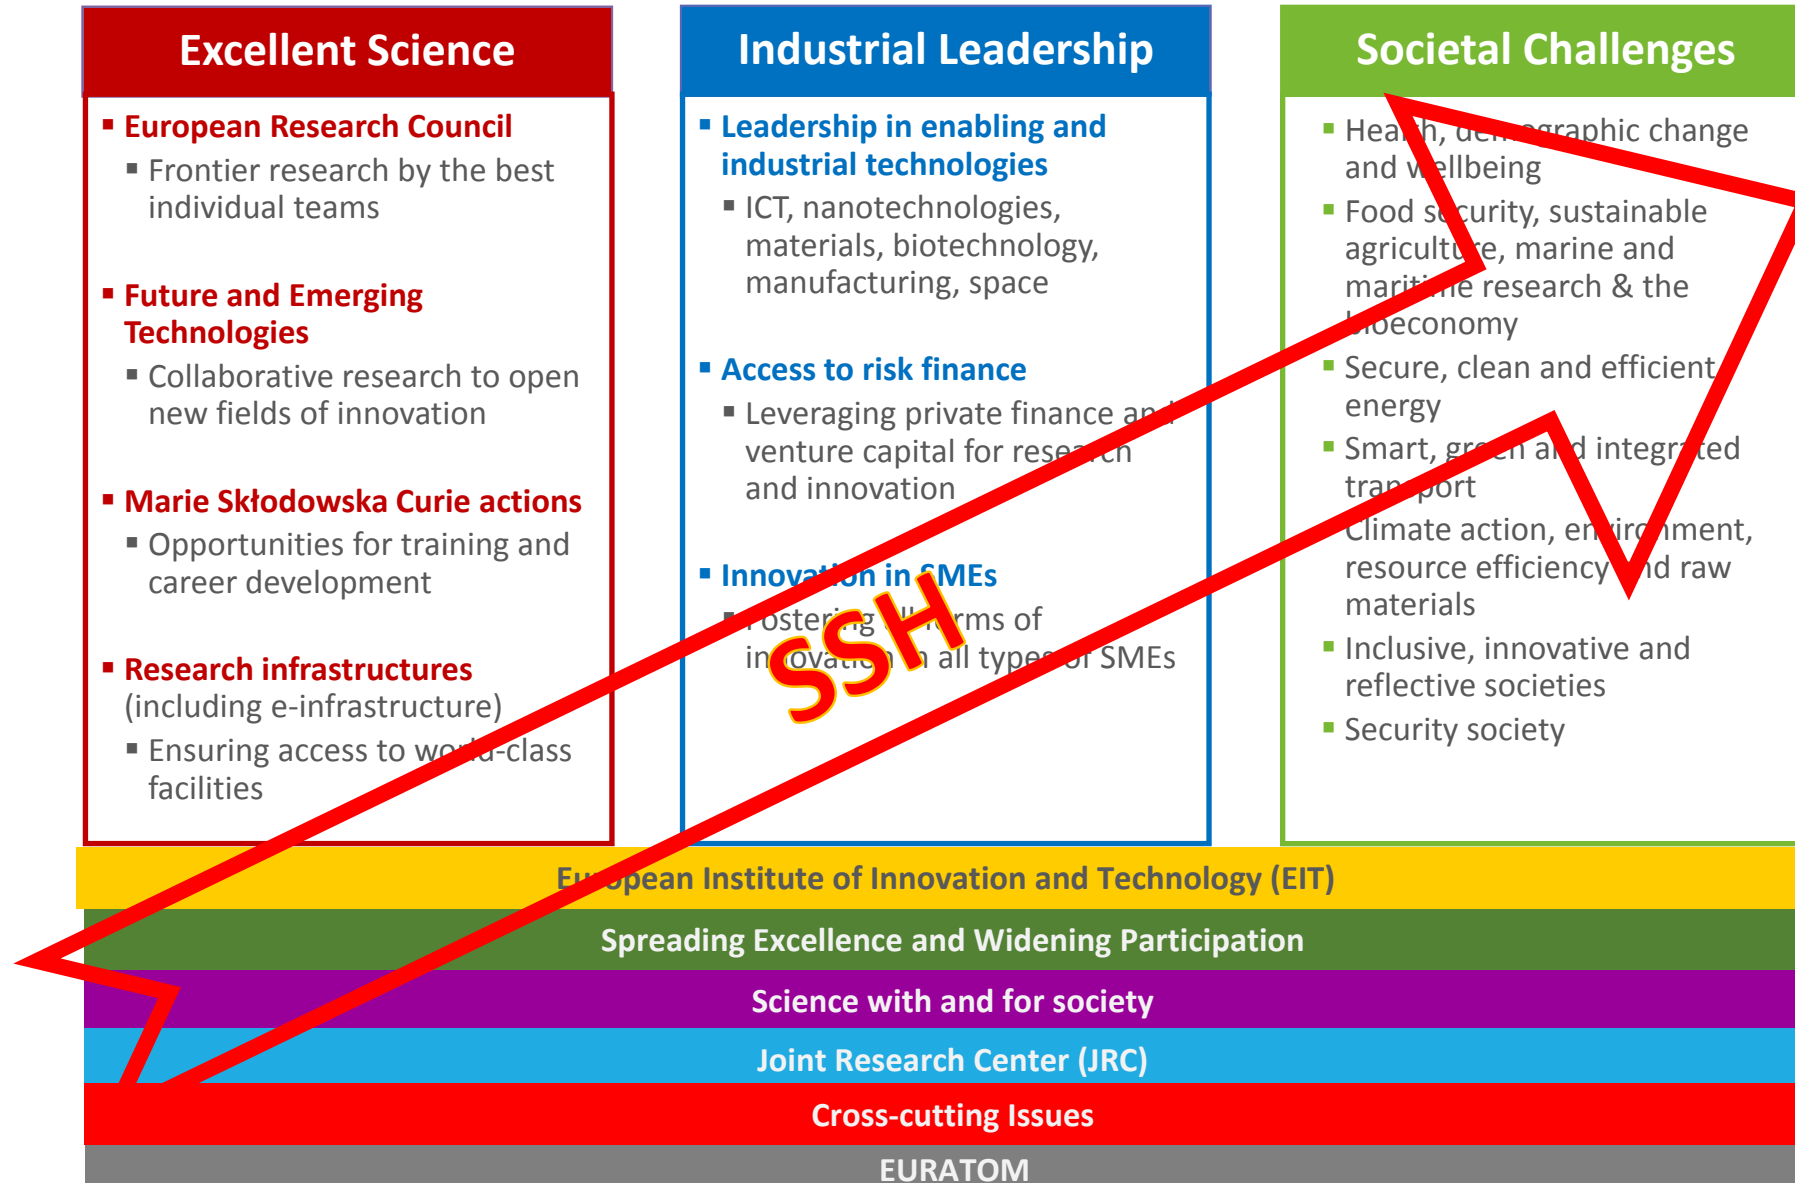 Excellent Science
▪ European Research Council
▪ Frontier research by the best
individual teams
▪ Future and Emerging
Technologies
▪ Collaborative research to open
new fields of innovation
▪ Marie Skłodowska Curie actions
▪ Opportunities for training and
career development
▪ Research infrastructures
(including e-infrastructure)
▪ Ensuring access to world-class
facilities
Industrial Leadership
▪ Leadership in enabling and
industrial technologies
▪ ICT, nanotechnologies,
materials, biotechnology,
manufacturing, space
▪ Access to risk finance
▪ Leveraging private finance and
venture capital for research
and innovation
▪ Innovation in SMEs
▪ Fostering all forms of
innovation in all types of SMEs
SSH
Societal Challenges
▪ Health, demographic change
and wellbeing
▪ Food security, sustainable
agriculture, marine and
maritime research & the
bioeconomy
▪ Secure, clean and efficient
energy
▪ Smart, green and integrated
transport
Climate action, environment,
resource efficiency and raw
materials
▪ Inclusive, innovative and
reflective societies
▪ Security society
European Institute of Innovation and Technology (EIT)
Spreading Excellence and Widening Participation
Science with and for society
Joint Research Center (JRC)
Cross-cutting Issues
EURATOM